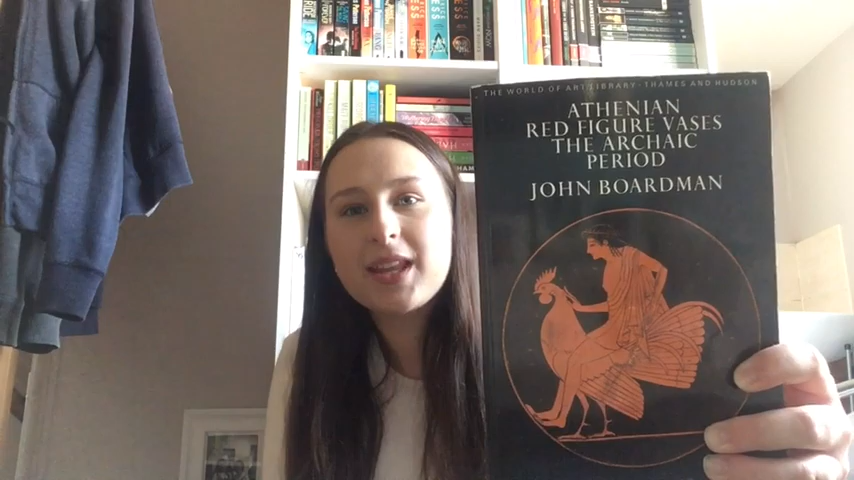 THE WORLD OF ART LIBRARY · THAMES AND HUDSON
ATHENIAN
RED FIGURE VASES
THE ARCHAIC
PERIOD
JOHN BOARDMAN